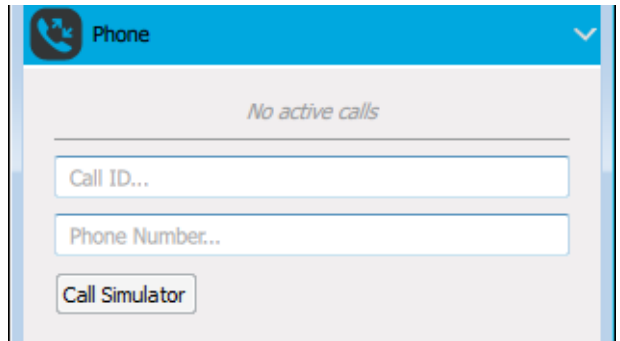 Phone
No active calls
Call ID...
Phone Number...
Call Simulator